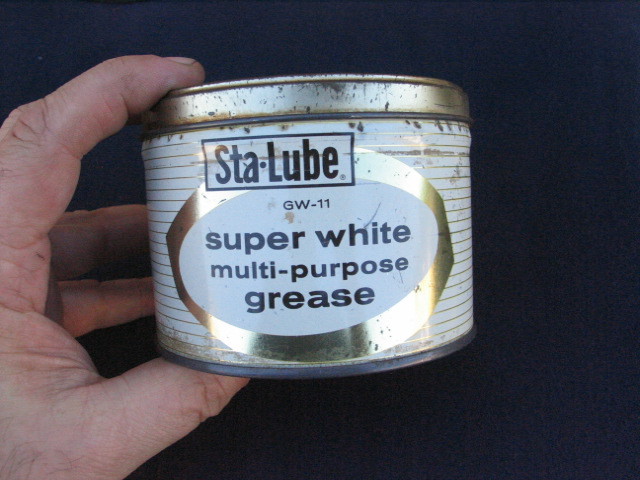 Sta-Lube®
GW-11
super white
multi-purpose
grease